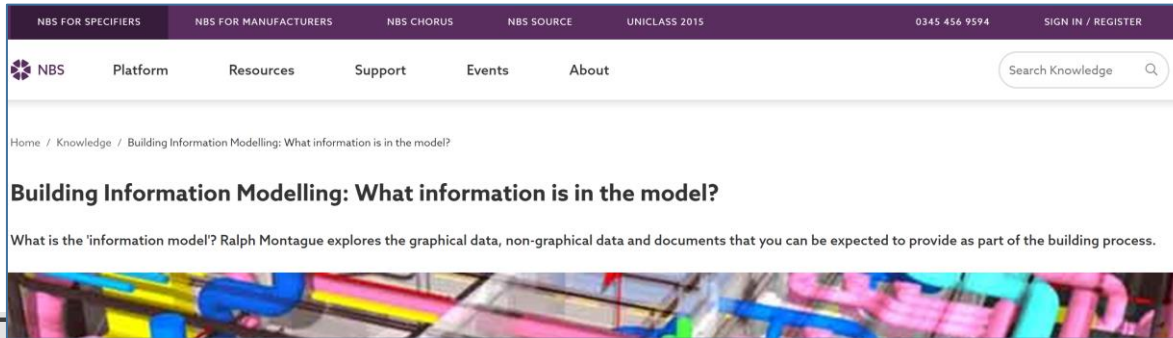 NBS FOR SPECIFIERS NBS FOR MANUFACTURERS NBS CHORUS NBS SOURCE UNICLASS 2015 0345 456 9594 SIGN IN / REGISTER
NBS Platform Resources Support Events About Search Knowledge
Home / Knowledge / Building Information Modelling: What information is in the model?
Building Information Modelling: What information is in the model?
What is the 'information model'? Ralph Montague explores the graphical data, non-graphical data and documents that you can be expected to provide as part of the building process.